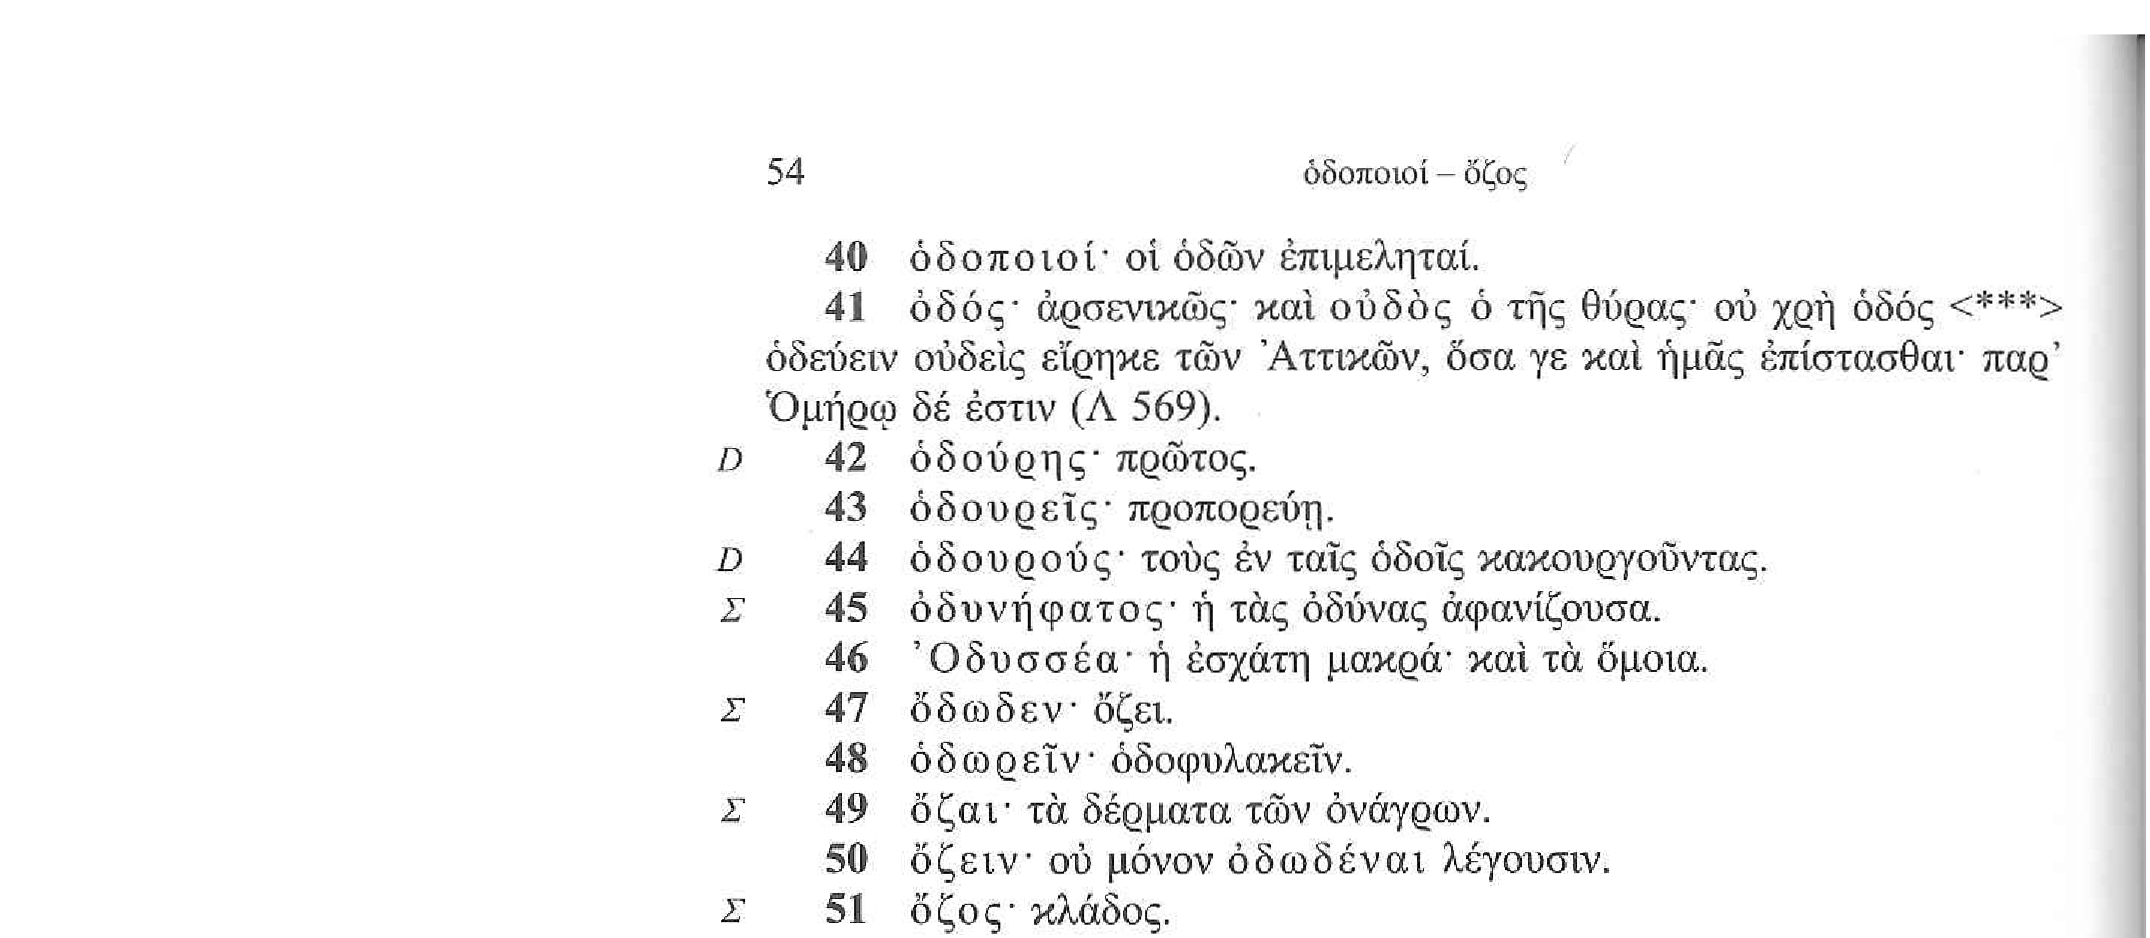 54 ὁδοποιοί – ὄζος
40 ὁδοποιοί· οἱ ὁδῶν ἐπιμεληταί.
41 ὀδός· ἀρσενικῶς· καὶ οὐδὸς ὁ τῆς θύρας· οὐ χρὴ ὁδός <***>
ὁδεύειν οὐδεὶς εἴρηκε τῶν Ἀττικῶν, ὅσα γε καὶ ἡμᾶς ἐπίστασθαι· παρ’
Ὁμήρῳ δέ ἐστιν (Λ 569).
D 42 ὁδούρης· πρῶτος.
43 ὁδουρεῖς· προπορεύῃ.
D 44 ὁδουρούς· τοὺς ἐν ταῖς ὁδοῖς κακουργοῦντας.
Σ 45 ὀδυνήφατος· ἡ τὰς ὀδύνας ἀφανίζουσα.
46 Ὀδυσσέα· ἡ ἐσχάτη μακρά· καὶ τὰ ὅμοια.
Σ 47 ὄδωδεν· ὄζει.
48 ὁδωρεῖν· ὁδοφυλακεῖν.
Σ 49 ὄζαι· τὰ δέρματα τῶν ὀνάγρων.
50 ὄζειν· οὐ μόνον ὀδωδέναι λέγουσιν.
Σ 51 ὄζος· κλάδος.